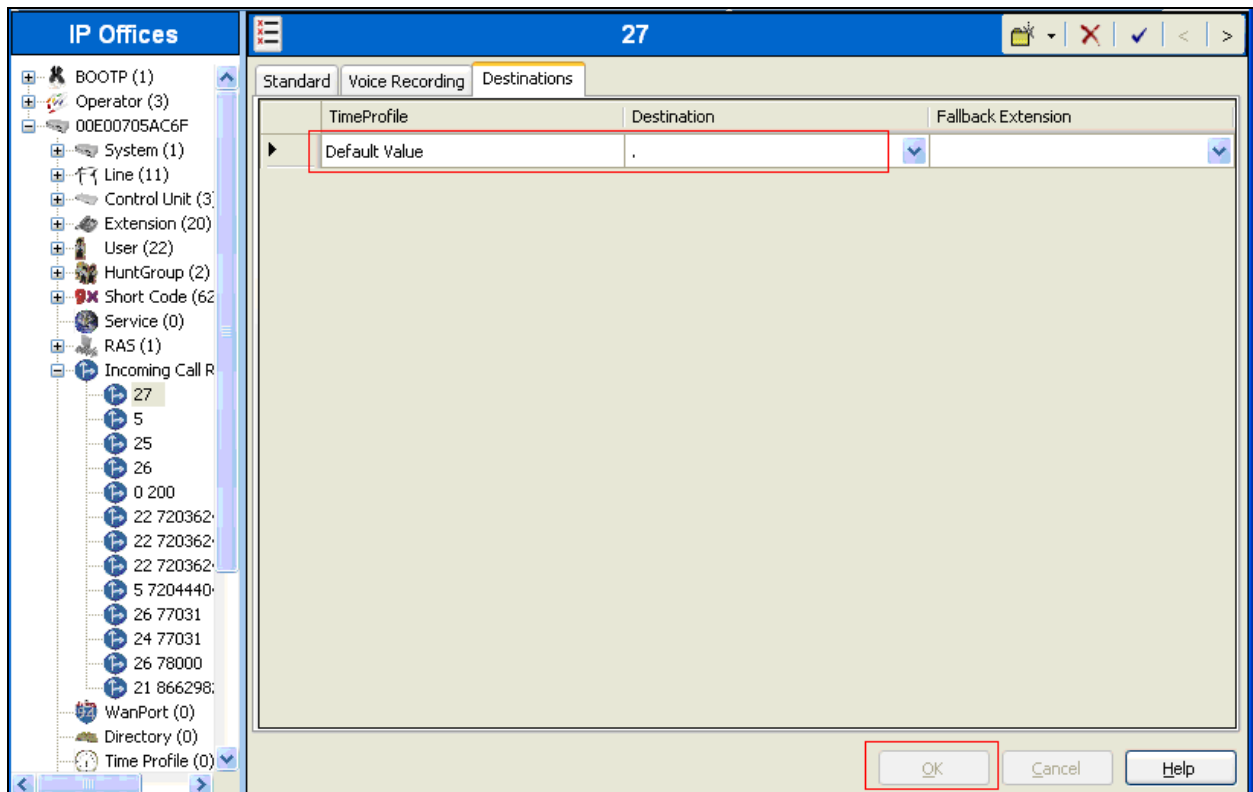 IP Offices
27
BOOTP (1)
Operator (3)
00E00705AC6F
System (1)
Line (11)
Control Unit (3
Extension (20)
User (22)
HuntGroup (2)
Short Code (62
Service (0)
RAS (1)
Incoming Call R
27
5
25
26
0 200
22 720362
22 720362
22 720362
5 7204440
26 77031
24 77031
26 78000
21 866298
WanPort (0)
Directory (0)
Time Profile (0)
Standard Voice Recording Destinations
TimeProfile Destination Fallback Extension
Default Value .
OK Cancel Help